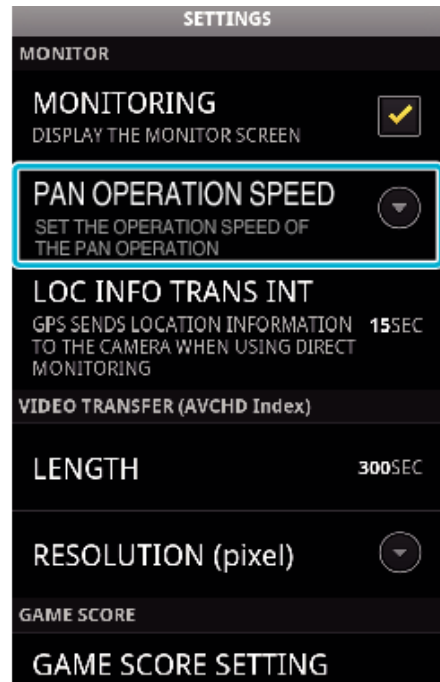 SETTINGS
MONITOR
MONITORING
DISPLAY THE MONITOR SCREEN
PAN OPERATION SPEED
SET THE OPERATION SPEED OF
THE PAN OPERATION
LOC INFO TRANS INT
GPS SENDS LOCATION INFORMATION 15SEC
TO THE CAMERA WHEN USING DIRECT
MONITORING
VIDEO TRANSFER (AVCHD Index)
LENGTH 300SEC
RESOLUTION (pixel)
GAME SCORE
GAME SCORE SETTING